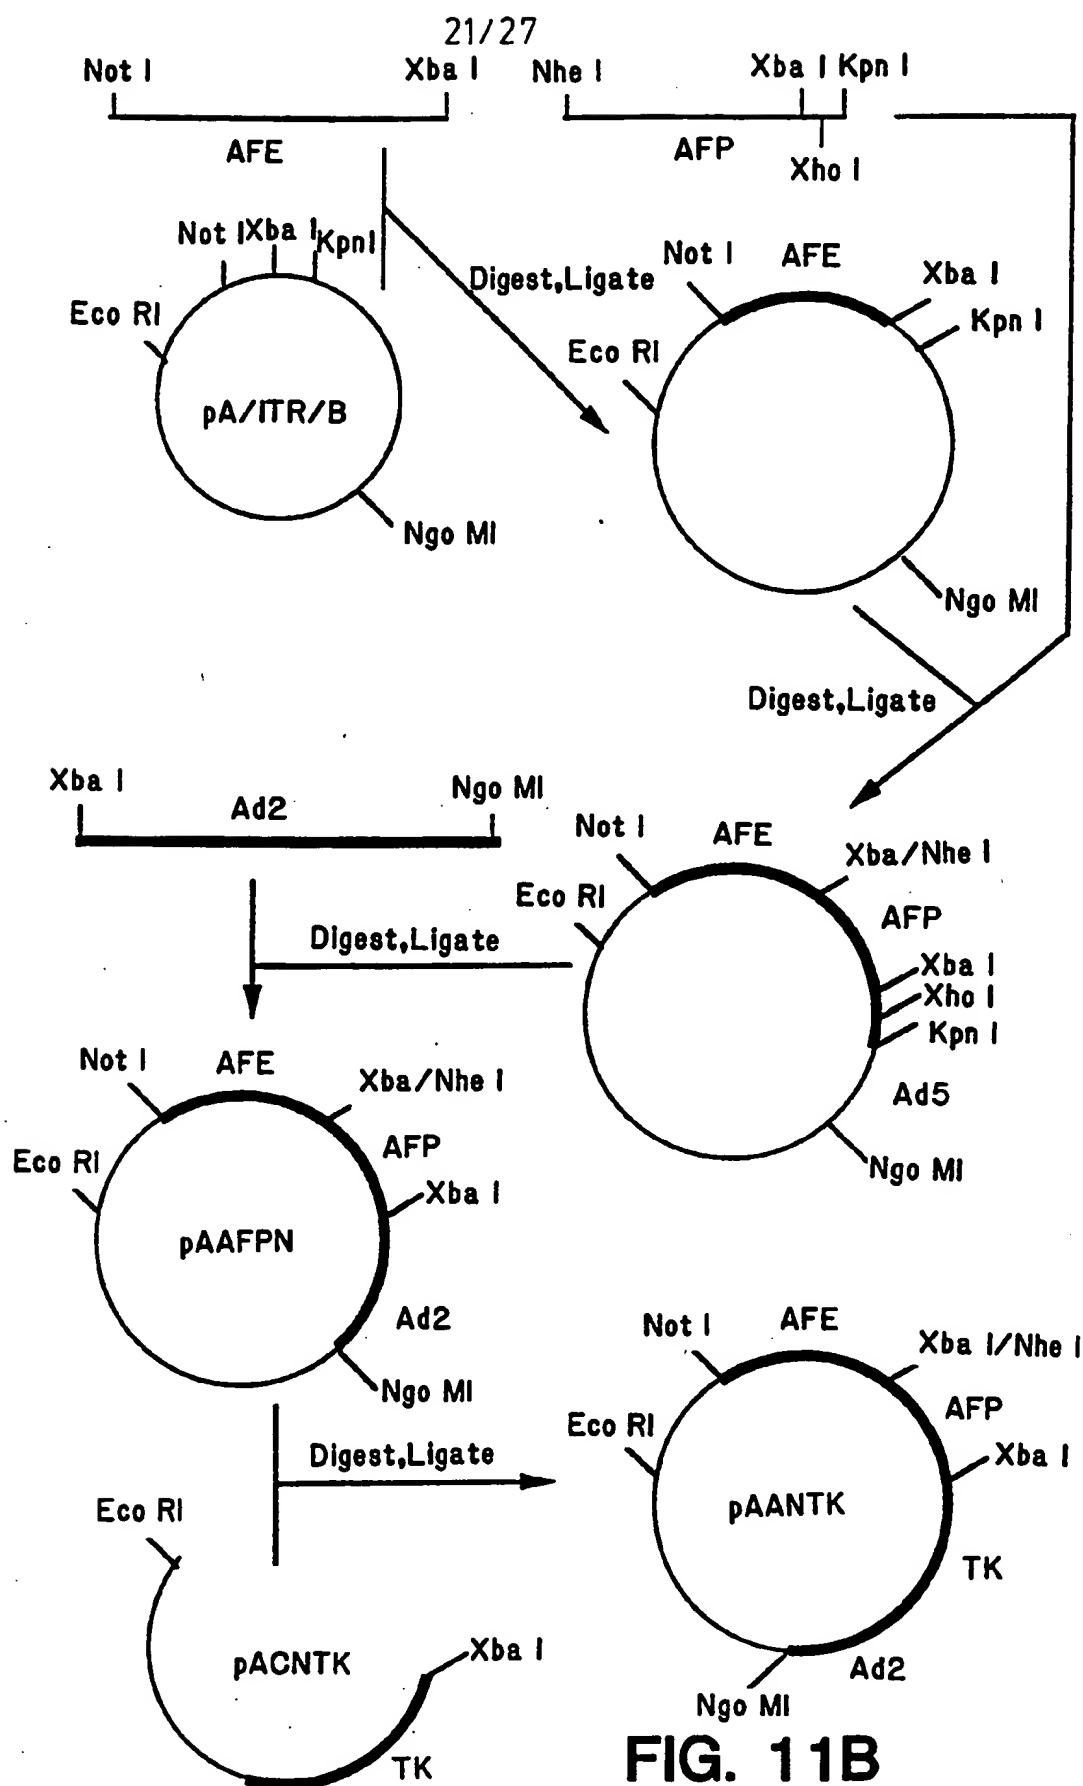 21/27
Not I
Xba I
Nhe I
Xba I Kpn I
AFE
AFP
Xho I
Not I Xba I Kpn I
Eco RI
pA/ITR/B
Ngo MI
Digest,Ligate
Not I
AFE
Xba I
Kpn I
Eco RI
Ngo MI
Digest,Ligate
Xba I
Ad2
Ngo MI
Not I
AFE
Xba/Nhe I
Eco RI
AFP
Digest,Ligate
Xba I
Xho I
Kpn I
Ad5
Ngo MI
Not I
AFE
Xba/Nhe I
AFP
Eco RI
Xba I
pAAFPN
Ad2
Ngo MI
Digest,Ligate
Not I
AFE
Xba I/Nhe I
AFP
Eco RI
Xba I
pAANTK
TK
Ad2
Ngo MI
Eco RI
pACNTK
Xba I
TK
FIG. 11B